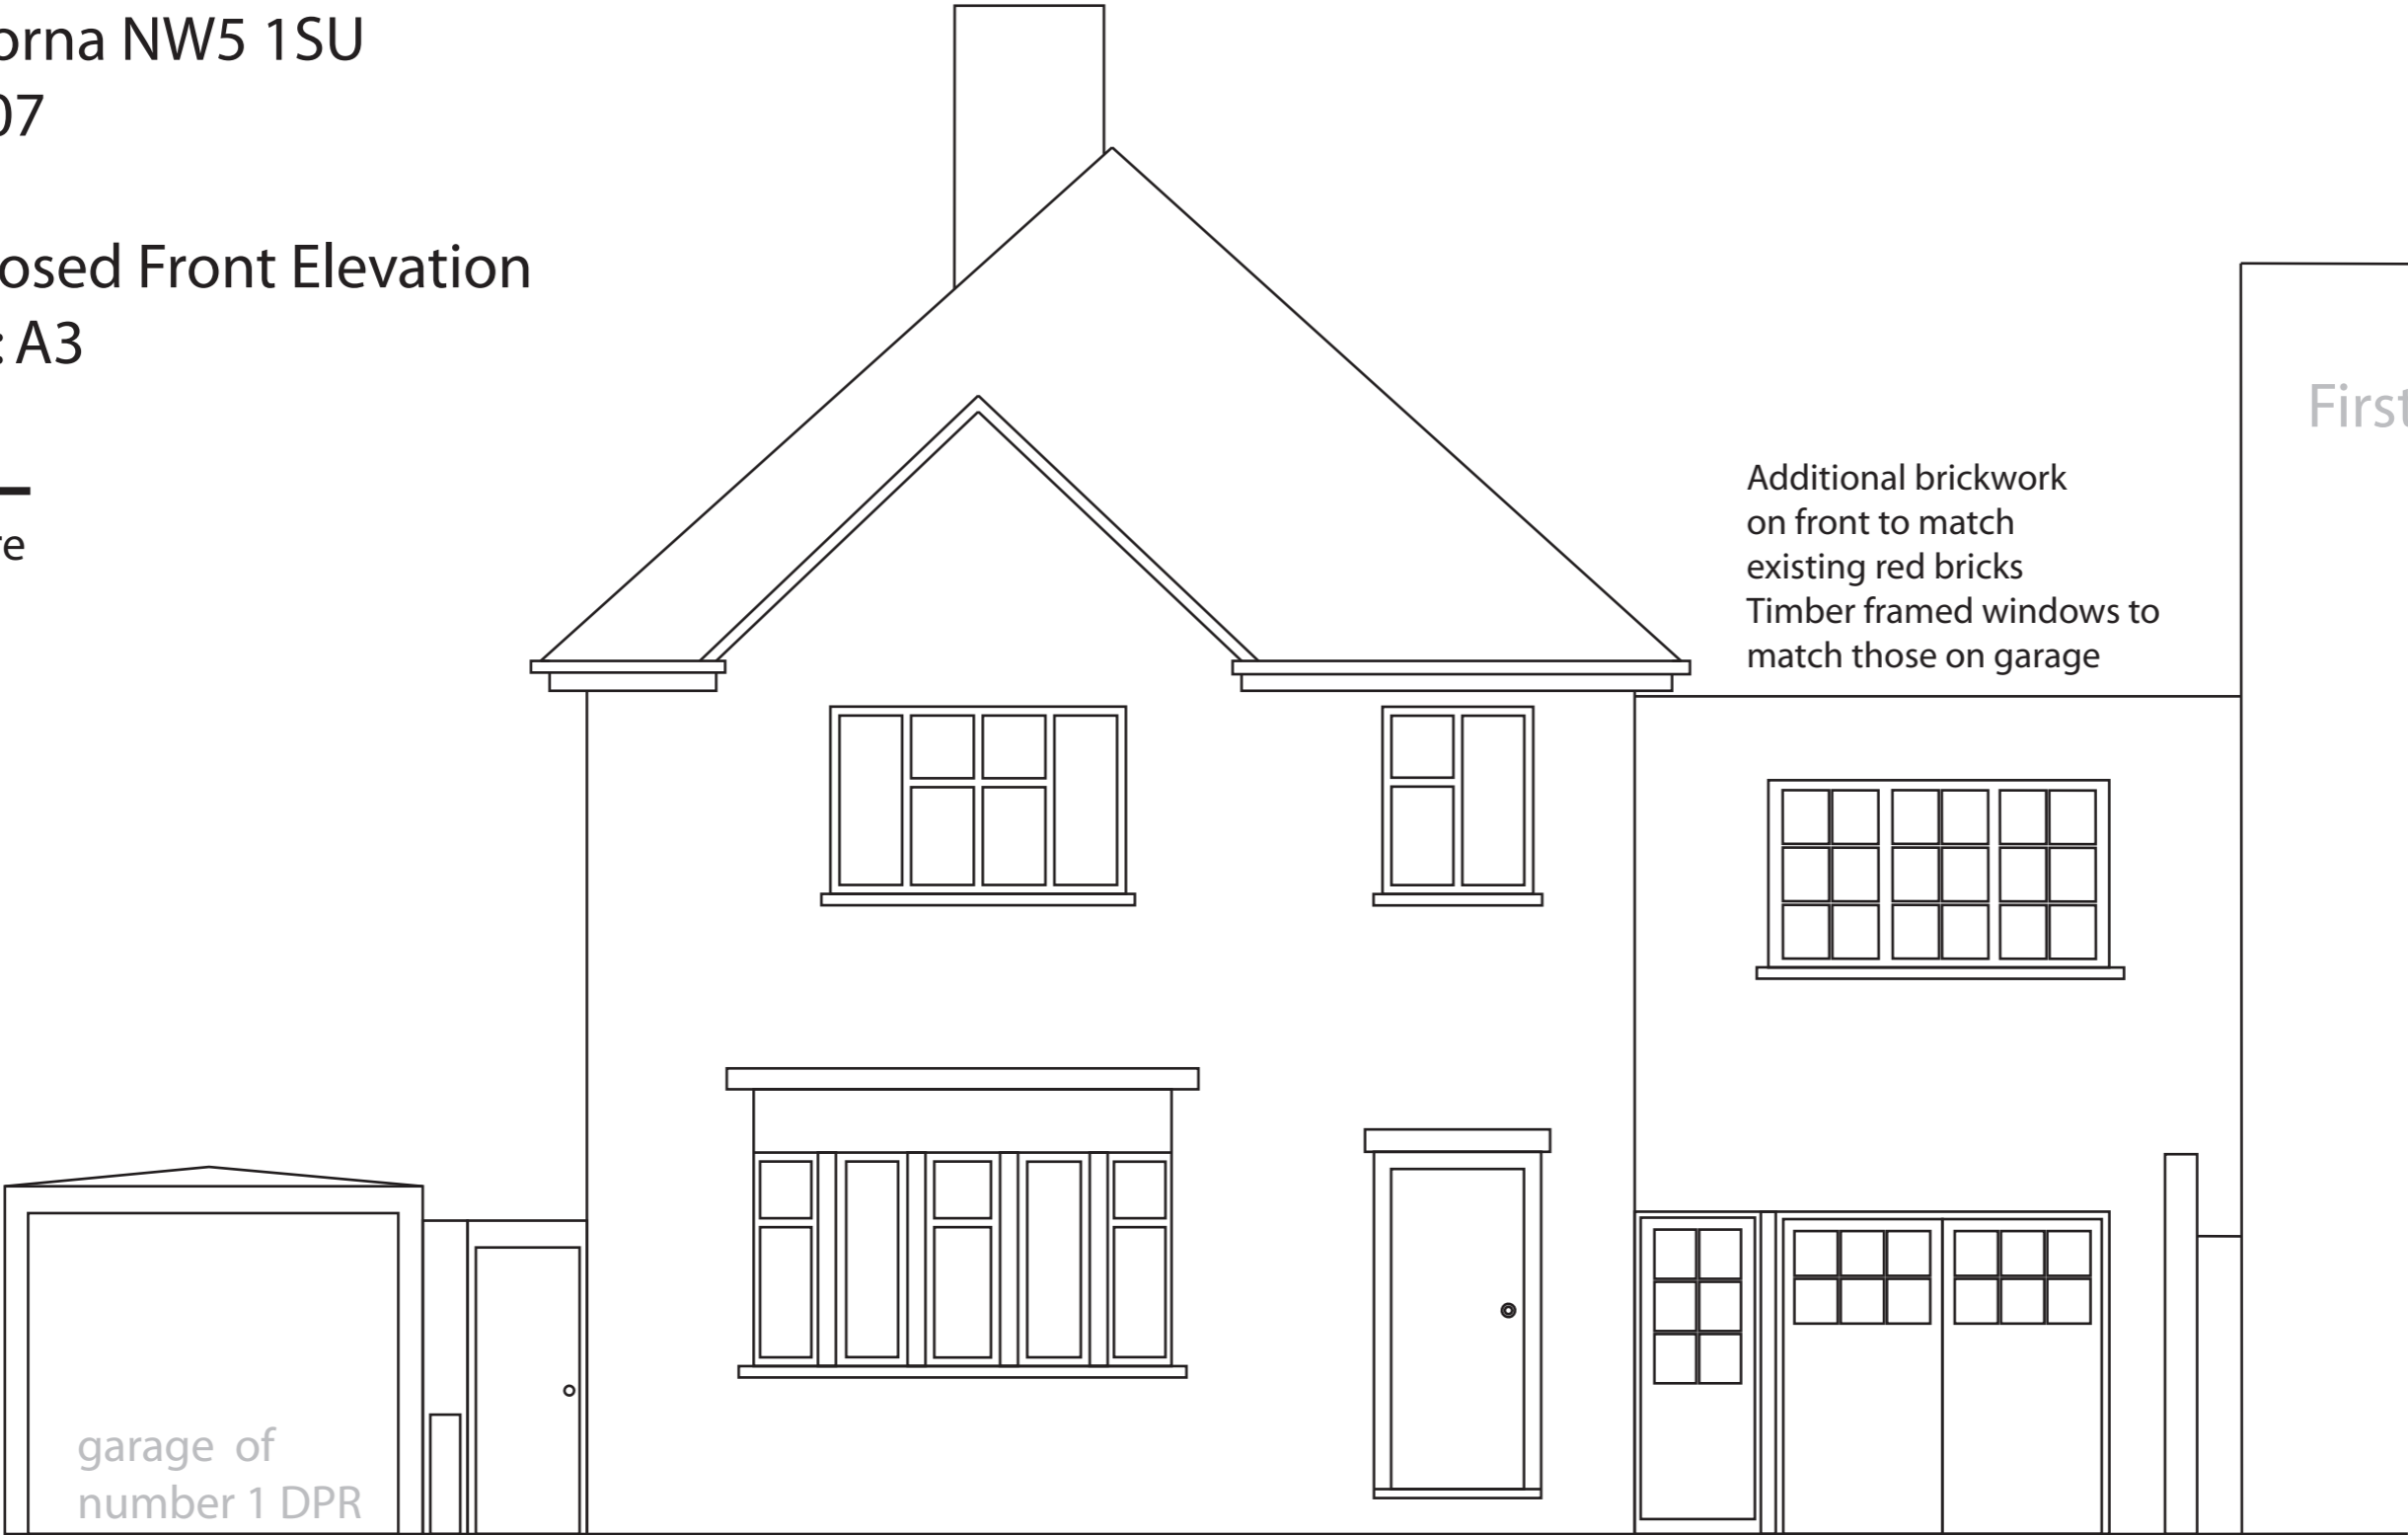 orna NW5 1SU
07
osed Front Elevation
: A3
re
First
Additional brickwork
on front to match
existing red bricks
Timber framed windows to
match those on garage
garage of
number 1 DPR